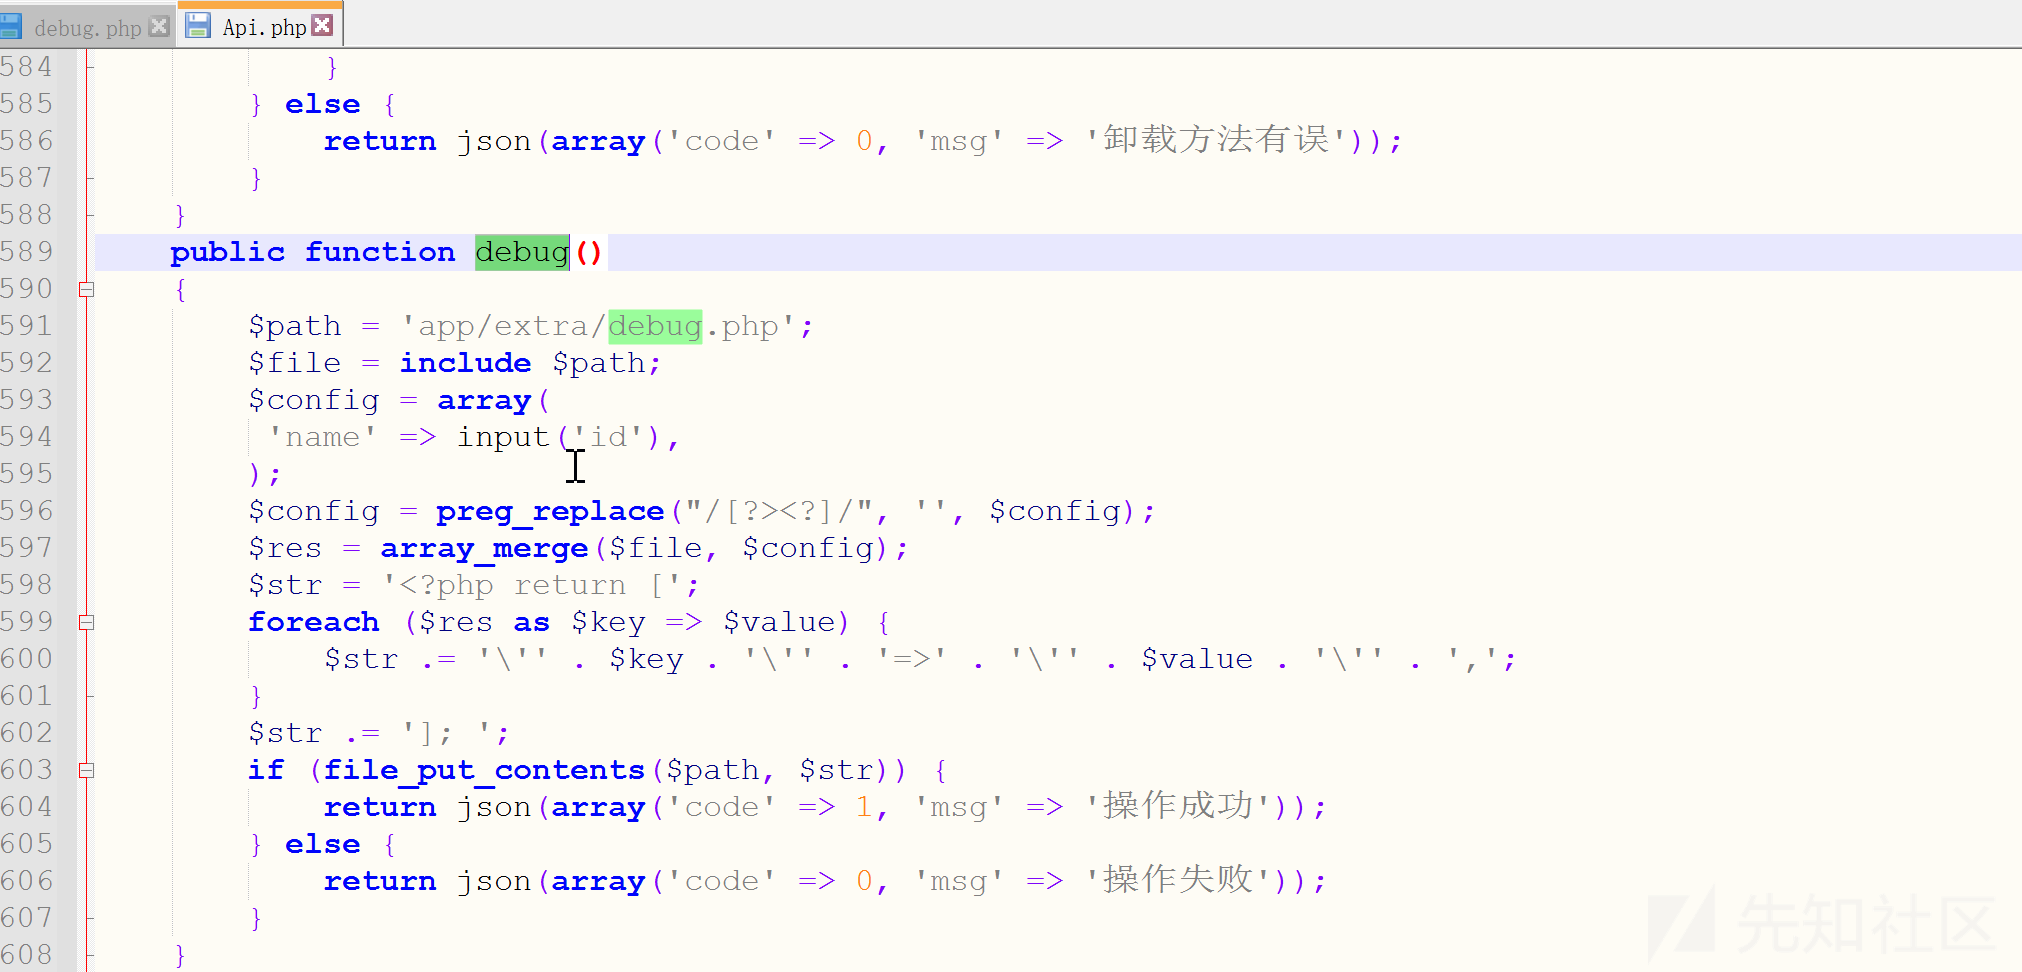 debug.php Api.php
584 }
585 } else {
586 return json(array('code' => 0, 'msg' => '卸载方法有误'));
587 }
588 }
589 public function debug()
590 {
591 $path = 'app/extra/debug.php';
592 $file = include $path;
593 $config = array(
594 'name' => input('id'),
595 );
596 $config = preg_replace("/[?><?]/", '', $config);
597 $res = array_merge($file, $config);
598 $str = '<?php return [';
599 foreach ($res as $key => $value) {
600 $str .= '\'' . $key . '\'' . '=>' . '\'' . $value . '\'' . ',';
601 }
602 $str .= ']; ';
603 if (file_put_contents($path, $str)) {
604 return json(array('code' => 1, 'msg' => '操作成功'));
605 } else {
606 return json(array('code' => 0, 'msg' => '操作失败'));
607 }
608 }
先知社区